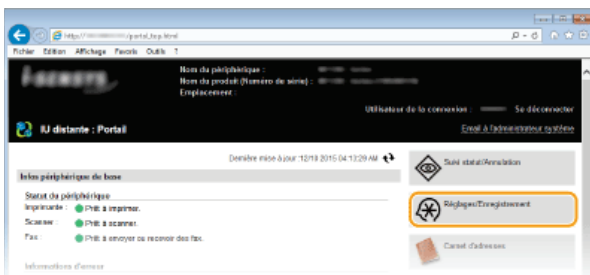 http:// /portal_top.html
Fichier Edition Affichage Favoris Outils ?
Nom du périphérique :
Nom du produit (Numéro de série) :
Emplacement :
Utilisateur de la connexion : Se déconnecter
IU distante : Portail
Email à l'administrateur système
Dernière mise à jour :12/10 2015 04:13:29 AM
Suivi statut/Annulation
Infos périphérique de base
Statut du périphérique
Imprimante : Prêt à imprimer.
Scanner : Prêt à scanner.
Fax : Prêt à envoyer ou recevoir des fax.
Réglages/Enregistrement
Carnet d'adresses
Informations d'erreur